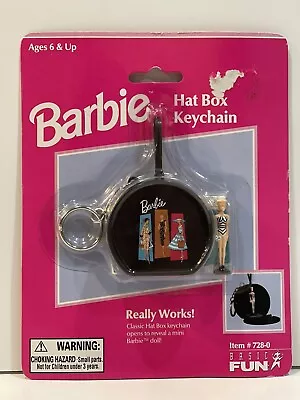 Ages 6 & Up
Barbie
Hat Box
Keychain
Barbie
Really Works!
Classic Hat Box keychain
opens to reveal a mini
Barbie™ doll!
WARNING:
CHOKING HAZARD- Small parts.
Not for Children under 3 years.
Item # 728-0
BASIC
FUN